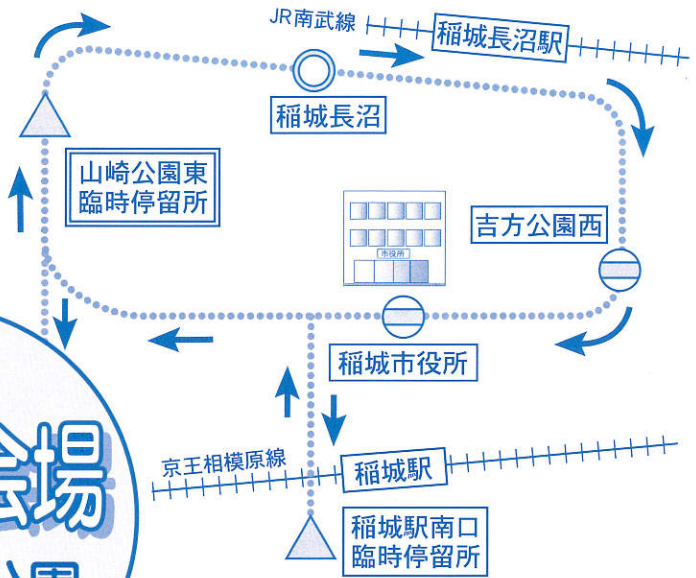 JR南武線
稲城長沼駅
稲城長沼
山崎公園東
臨時停留所
吉方公園西
市役所
稲城市役所
会場
公園
京王相模原線
稲城駅
稲城駅南口
臨時停留所